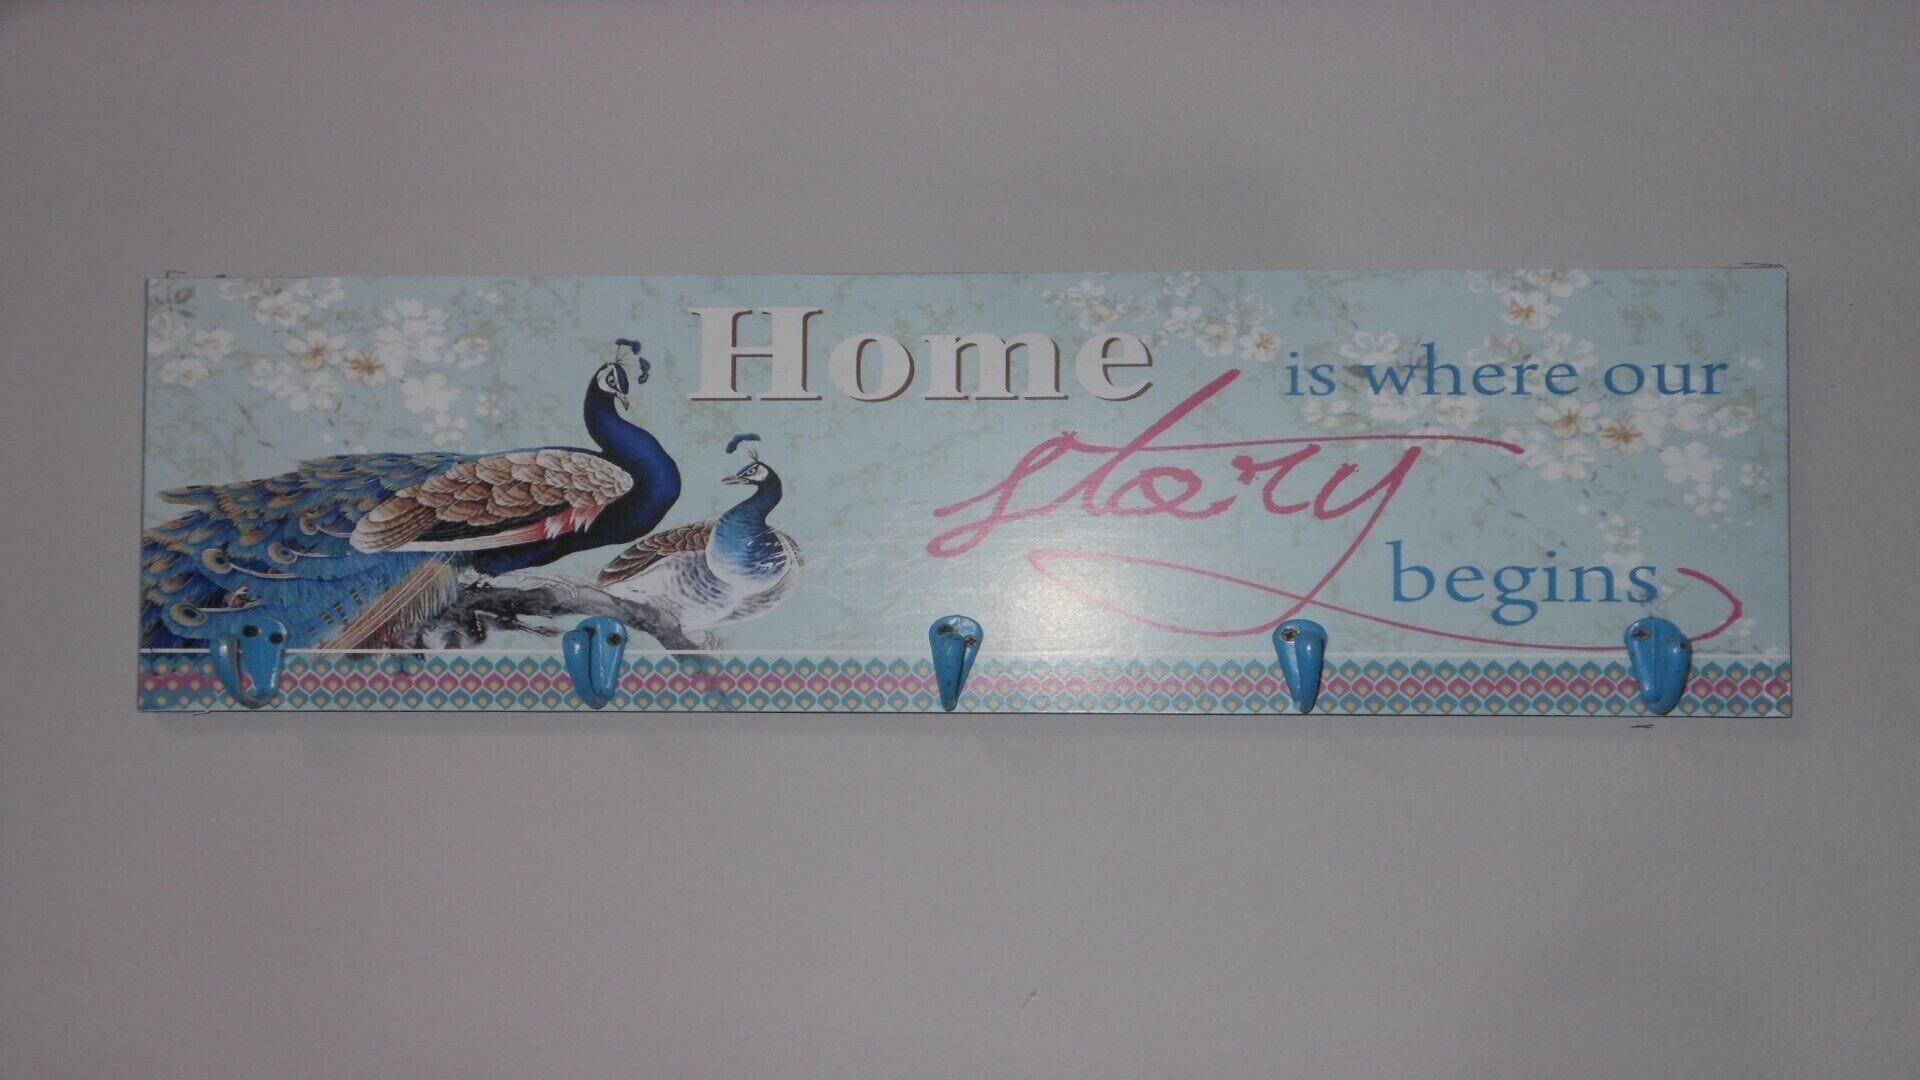 Home is where our
story
begins